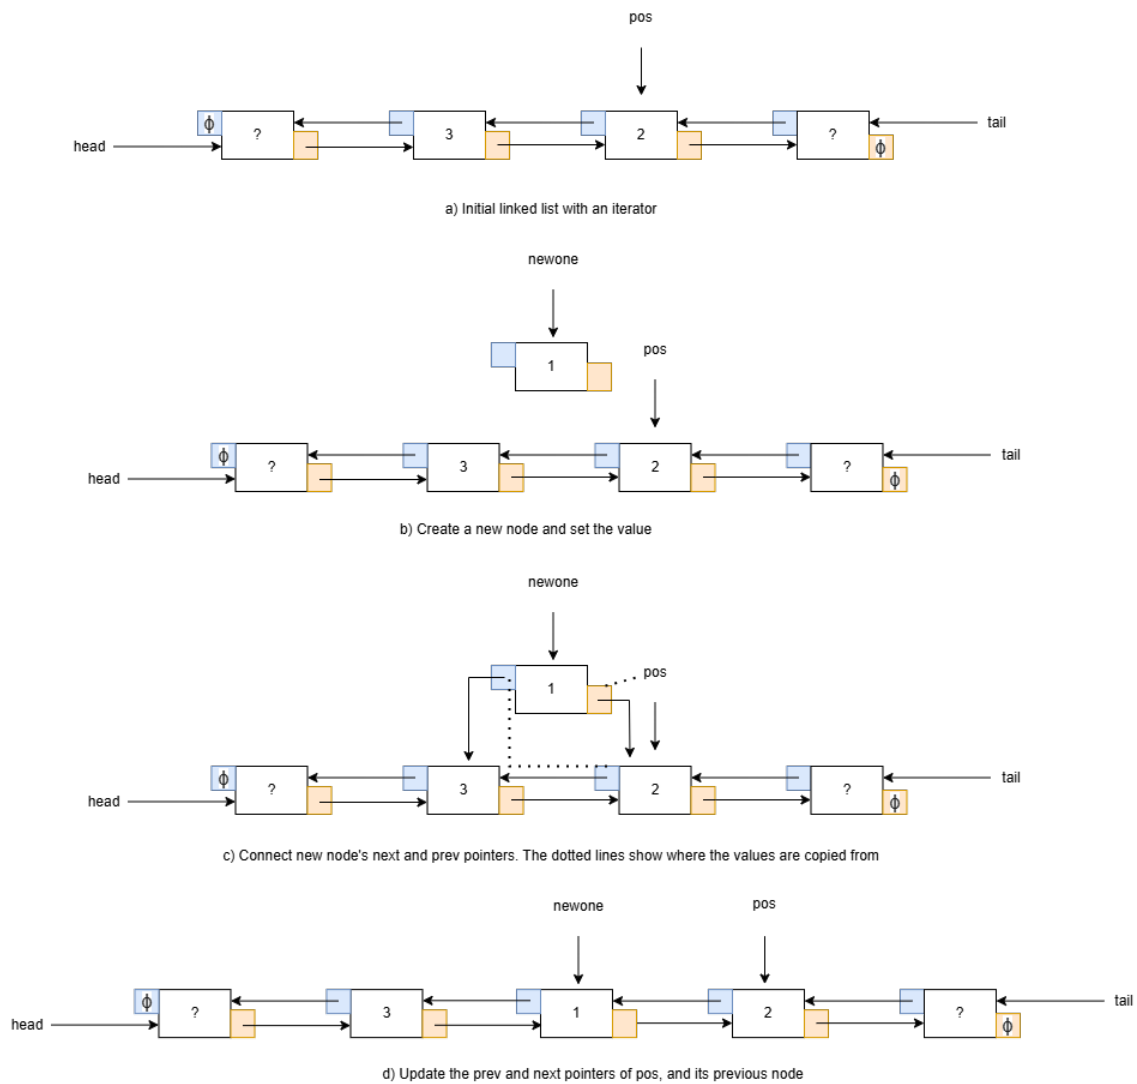 pos
ϕ ? 3 2 ? tail
head ϕ
a) Initial linked list with an iterator
newone
1
pos
ϕ ? 3 2 ? tail
head ϕ
b) Create a new node and set the value
newone
1
pos
ϕ ? 3 2 ? tail
head ϕ
c) Connect new node's next and prev pointers. The dotted lines show where the values are copied from
newone pos
ϕ ? 3 1 2 ? tail
head ϕ
d) Update the prev and next pointers of pos, and its previous node